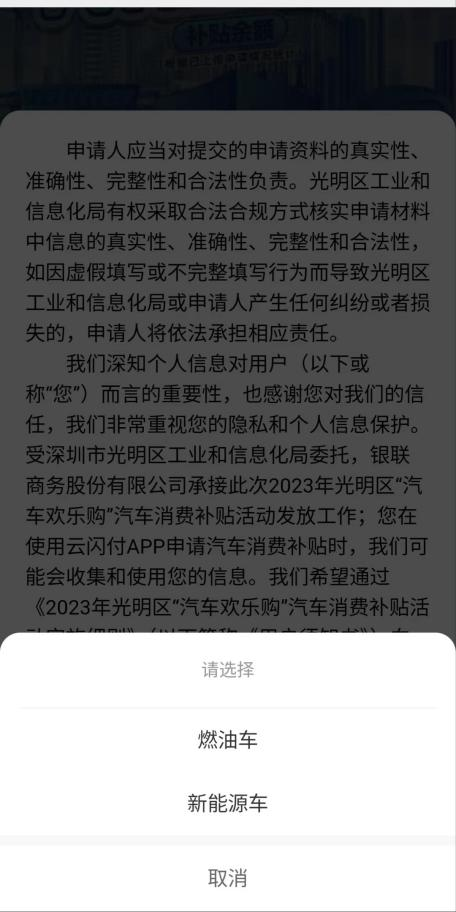 补贴余额
申请人应当对提交的申请资料的真实性、
准确性、完整性和合法性负责。光明区工业和
信息化局有权采取合法合规方式核实申请材料
中信息的真实性、准确性、完整性和合法性，
如因虚假填写或不完整填写行为而导致光明区
工业和信息化局或申请人产生任何纠纷或者损
失的，申请人将依法承担相应责任。
我们深知个人信息对用户（以下或
称“您”）而言的重要性，也感谢您对我们的信
任，我们非常重视您的隐私和个人信息保护。
受深圳市光明区工业和信息化局委托，银联
商务股份有限公司承接此次2023年光明区“汽
车欢乐购”汽车消费补贴活动发放工作；您在
使用云闪付APP申请汽车消费补贴时，我们可
能会收集和使用您的信息。我们希望通过
《2023年光明区“汽车欢乐购”汽车消费补贴活
请选择
燃油车
新能源车
取消